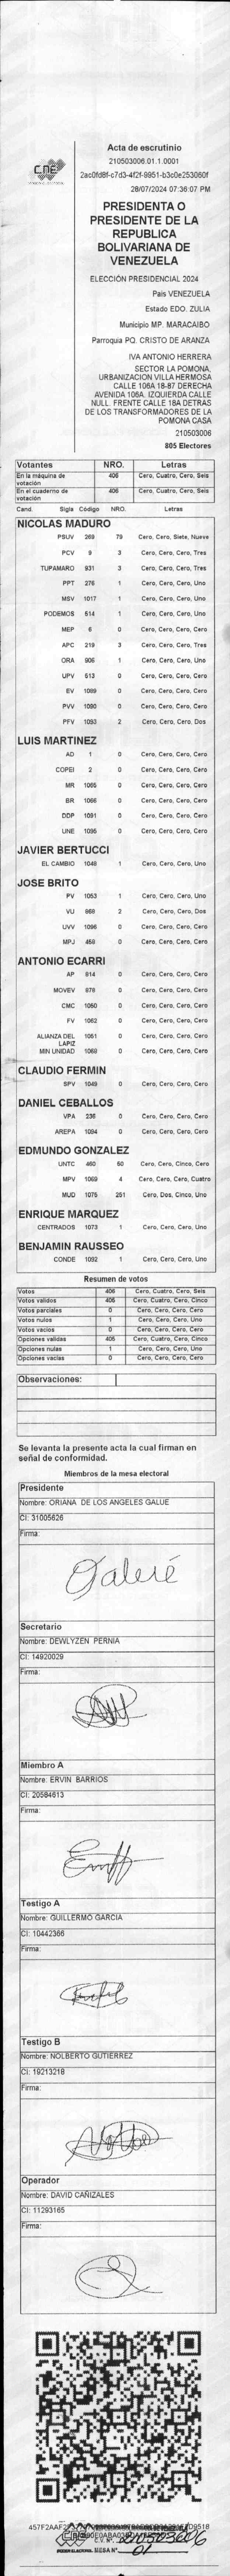 CNE
Acta de escrutinio
210503006.01.1.0001
2ac0fd8f-c7d3-4f2f-9951-b3c0e253060f
28/07/2024 07:36:07 PM
PRESIDENTA O
PRESIDENTE DE LA
REPUBLICA
BOLIVARIANA DE
VENEZUELA
ELECCIÓN PRESIDENCIAL 2024
Pais VENEZUELA
Estado EDO. ZULIA
Municipio MP. MARACAIBO
Parroquia PQ. CRISTO DE ARANZA
IVA ANTONIO HERRERA
SECTOR LA POMONA,
URBANIZACION VILLA HERMOSA
CALLE 106A 18-87 DERECHA
AVENIDA 106A. IZQUIERDA CALLE
NULL FRENTE CALLE 18A DETRAS
DE LOS TRANSFORMADORES DE LA
POMONA CASA
210503006
805 Electores
Votantes NRO. Letras
En la máquina de votación 406 Cero, Cuatro, Cero, Seis
En el cuaderno de votación 406 Cero, Cuatro, Cero, Seis
Cand. Sigla Código NRO. Letras
NICOLAS MADURO
PSUV 269 79 Cero, Cero, Siete, Nueve
PCV 9 3 Cero, Cero, Cero, Tres
TUPAMARO 931 3 Cero, Cero, Cero, Tres
PPT 276 1 Cero, Cero, Cero, Uno
MSV 1017 1 Cero, Cero, Cero, Uno
PODEMOS 514 1 Cero, Cero, Cero, Uno
MEP 6 0 Cero, Cero, Cero, Cero
APC 219 3 Cero, Cero, Cero, Tres
ORA 906 1 Cero, Cero, Cero, Uno
UPV 513 0 Cero, Cero, Cero, Cero
EV 1089 0 Cero, Cero, Cero, Cero
PVV 1090 0 Cero, Cero, Cero, Cero
PFV 1093 2 Cero, Cero, Cero, Dos
LUIS MARTINEZ
AD 1 0 Cero, Cero, Cero, Cero
COPEI 2 0 Cero, Cero, Cero, Cero
MR 1065 0 Cero, Cero, Cero, Cero
BR 1066 0 Cero, Cero, Cero, Cero
DDP 1091 0 Cero, Cero, Cero, Cero
UNE 1095 0 Cero, Cero, Cero, Cero
JAVIER BERTUCCI
EL CAMBIO 1048 1 Cero, Cero, Cero, Uno
JOSE BRITO
PV 1053 1 Cero, Cero, Cero, Uno
VU 868 2 Cero, Cero, Cero, Dos
UVV 1096 0 Cero, Cero, Cero, Cero
MPJ 468 0 Cero, Cero, Cero, Cero
ANTONIO ECARRI
AP 814 0 Cero, Cero, Cero, Cero
MOVEV 876 0 Cero, Cero, Cero, Cero
CMC 1050 0 Cero, Cero, Cero, Cero
FV 1062 0 Cero, Cero, Cero, Cero
ALIANZA DEL LAPIZ 1051 0 Cero, Cero, Cero, Cero
MIN UNIDAD 1068 0 Cero, Cero, Cero, Cero
CLAUDIO FERMIN
SPV 1049 0 Cero, Cero, Cero, Cero
DANIEL CEBALLOS
VPA 236 0 Cero, Cero, Cero, Cero
AREPA 1094 0 Cero, Cero, Cero, Cero
EDMUNDO GONZALEZ
UNTC 460 50 Cero, Cero, Cinco, Cero
MPV 1069 4 Cero, Cero, Cero, Cuatro
MUD 1075 251 Cero, Dos, Cinco, Uno
ENRIQUE MARQUEZ
CENTRADOS 1073 1 Cero, Cero, Cero, Uno
BENJAMIN RAUSSEO
CONDE 1092 1 Cero, Cero, Cero, Uno
Resumen de votos
Votos 406 Cero, Cuatro, Cero, Seis
Votos validos 405 Cero, Cuatro, Cero, Cinco
Votos parciales 0 Cero, Cero, Cero, Cero
Votos nulos 1 Cero, Cero, Cero, Uno
Votos vacios 0 Cero, Cero, Cero, Cero
Opciones validas 405 Cero, Cuatro, Cero, Cinco
Opciones nulas 1 Cero, Cero, Cero, Uno
Opciones vacias 0 Cero, Cero, Cero, Cero
Observaciones:
Se levanta la presente acta la cual firman en
señal de conformidad.
Miembros de la mesa electoral
Presidente
Nombre: ORIANA DE LOS ANGELES GALUE
CI: 31005626
Firma:
Secretario
Nombre: DEWLYZEN PERNIA
CI: 14920029
Firma:
Miembro A
Nombre: ERVIN BARRIOS
CI: 20584613
Firma:
Testigo A
Nombre: GUILLERMO GARCIA
CI: 10442366
Firma:
Testigo B
Nombre: NOLBERTO GUTIERREZ
CI: 19213218
Firma:
Operador
Nombre: DAVID CAÑIZALES
CI: 11293165
Firma:
210503006
MESA Nº 01